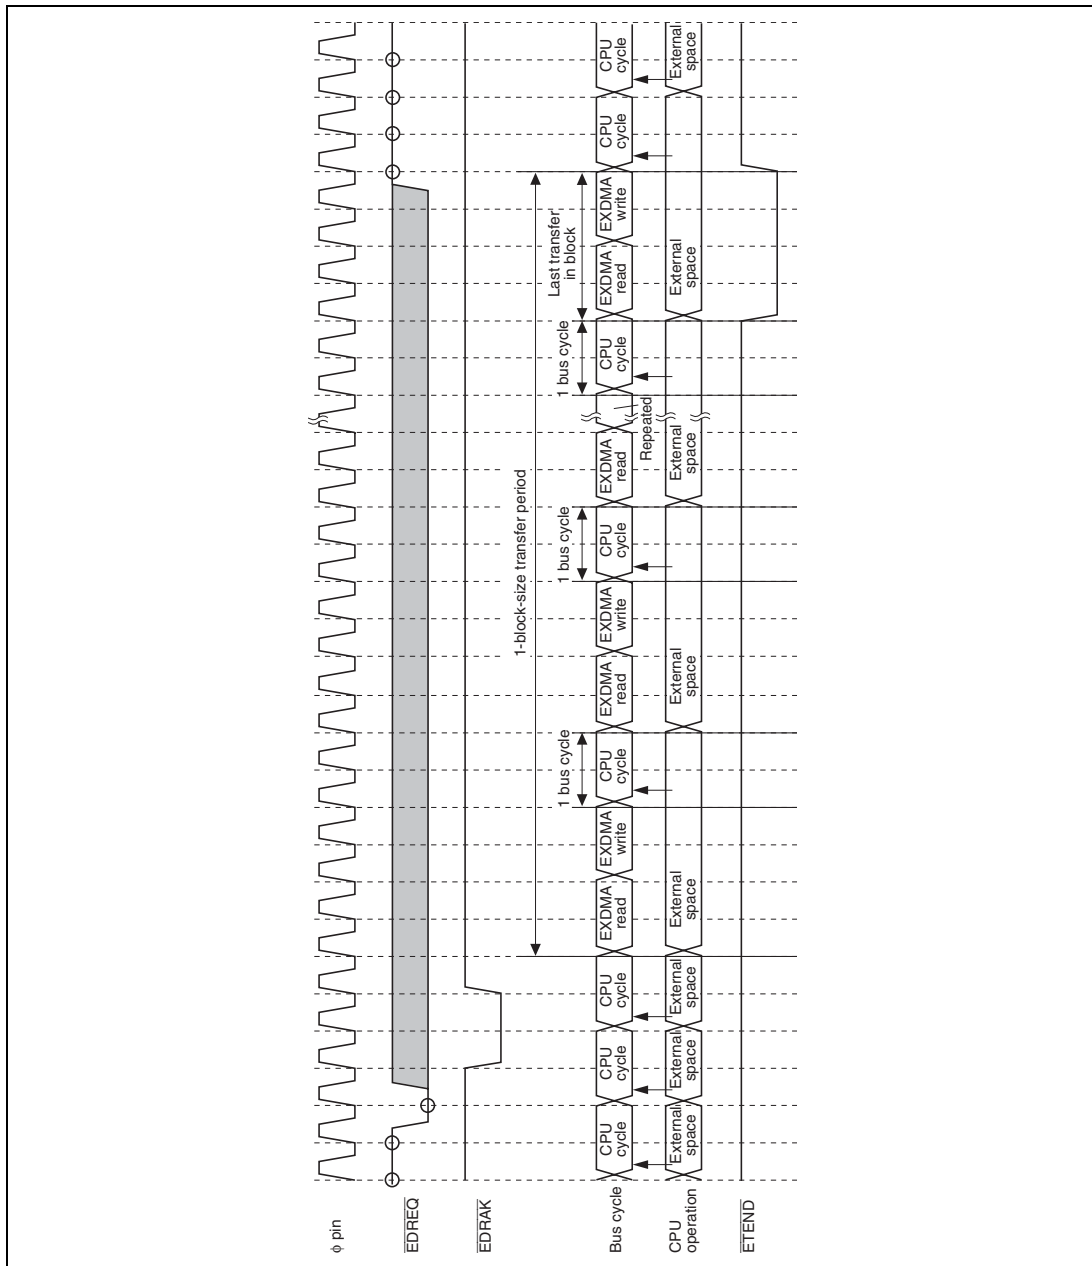 φ pin
EDREQ
EDRAK
1-block-size transfer period
Last transfer
in block
1 bus cycle
1 bus cycle
1 bus cycle
Bus cycle
CPU
cycle
CPU
cycle
CPU
cycle
EXDMA
read
EXDMA
write
CPU
cycle
EXDMA
read
EXDMA
write
CPU
cycle
EXDMA
read
Repeated
CPU
cycle
EXDMA
read
EXDMA
write
CPU
cycle
CPU
cycle
CPU
operation
External
space
External
space
External
space
External
space
External
space
External
space
External
space
External
space
ETEND